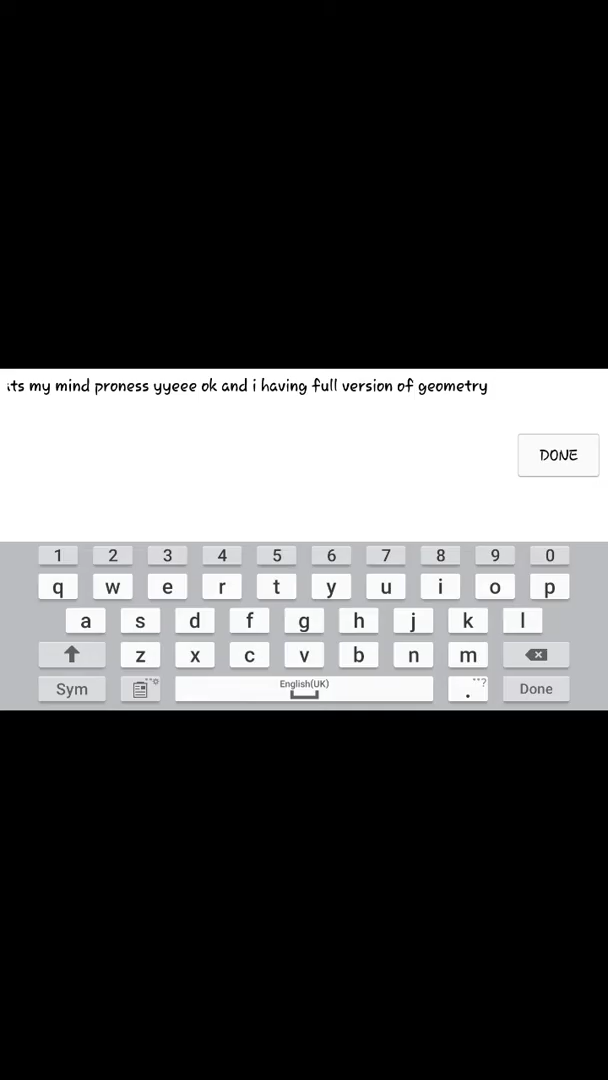 its my mind proness yyeee ok and i having full version of geometry
DONE
1 2 3 4 5 6 7 8 9 0
q w e r t y u i o p
a s d f g h j k l
z x c v b n m
Sym English(UK) . ? Done